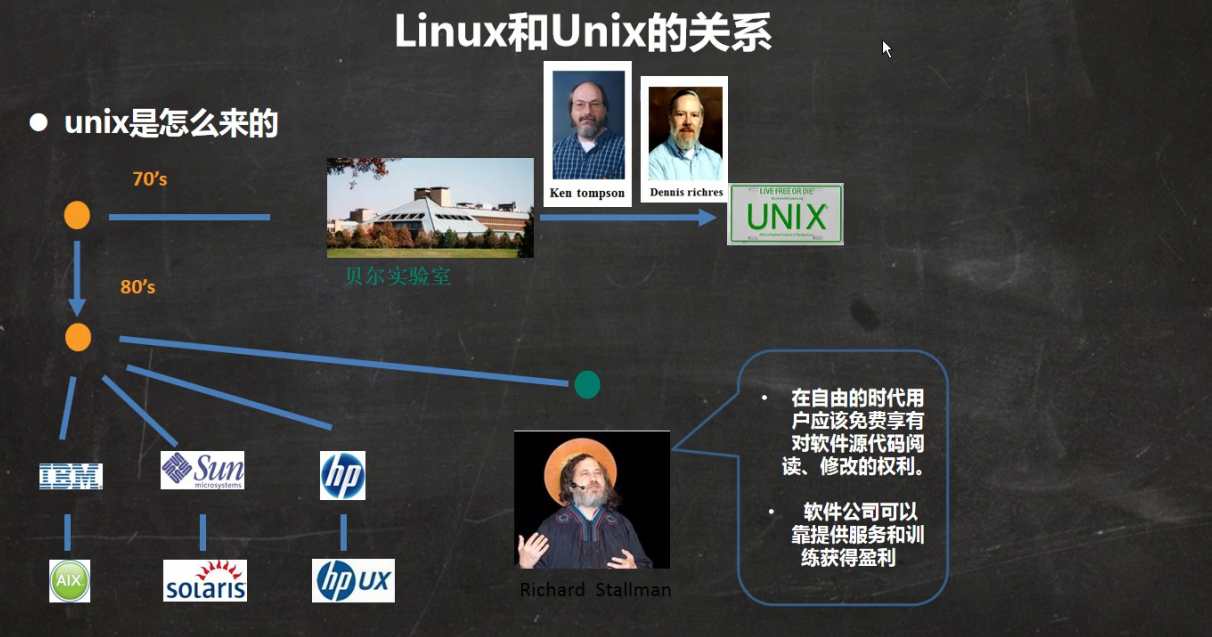 Linux和Unix的关系
unix是怎么来的
70’s
Ken tompson
Dennis richres
LIVE FREE OR DIE
UNIX
贝尔实验室
80’s
在自由的时代用
户应该免费享有
对软件源代码阅
读、修改的权利。
软件公司可以
靠提供服务和训
练获得盈利
IBM
Sun
microsystems
hp
AIX
solaris
hp UX
Richard Stallman